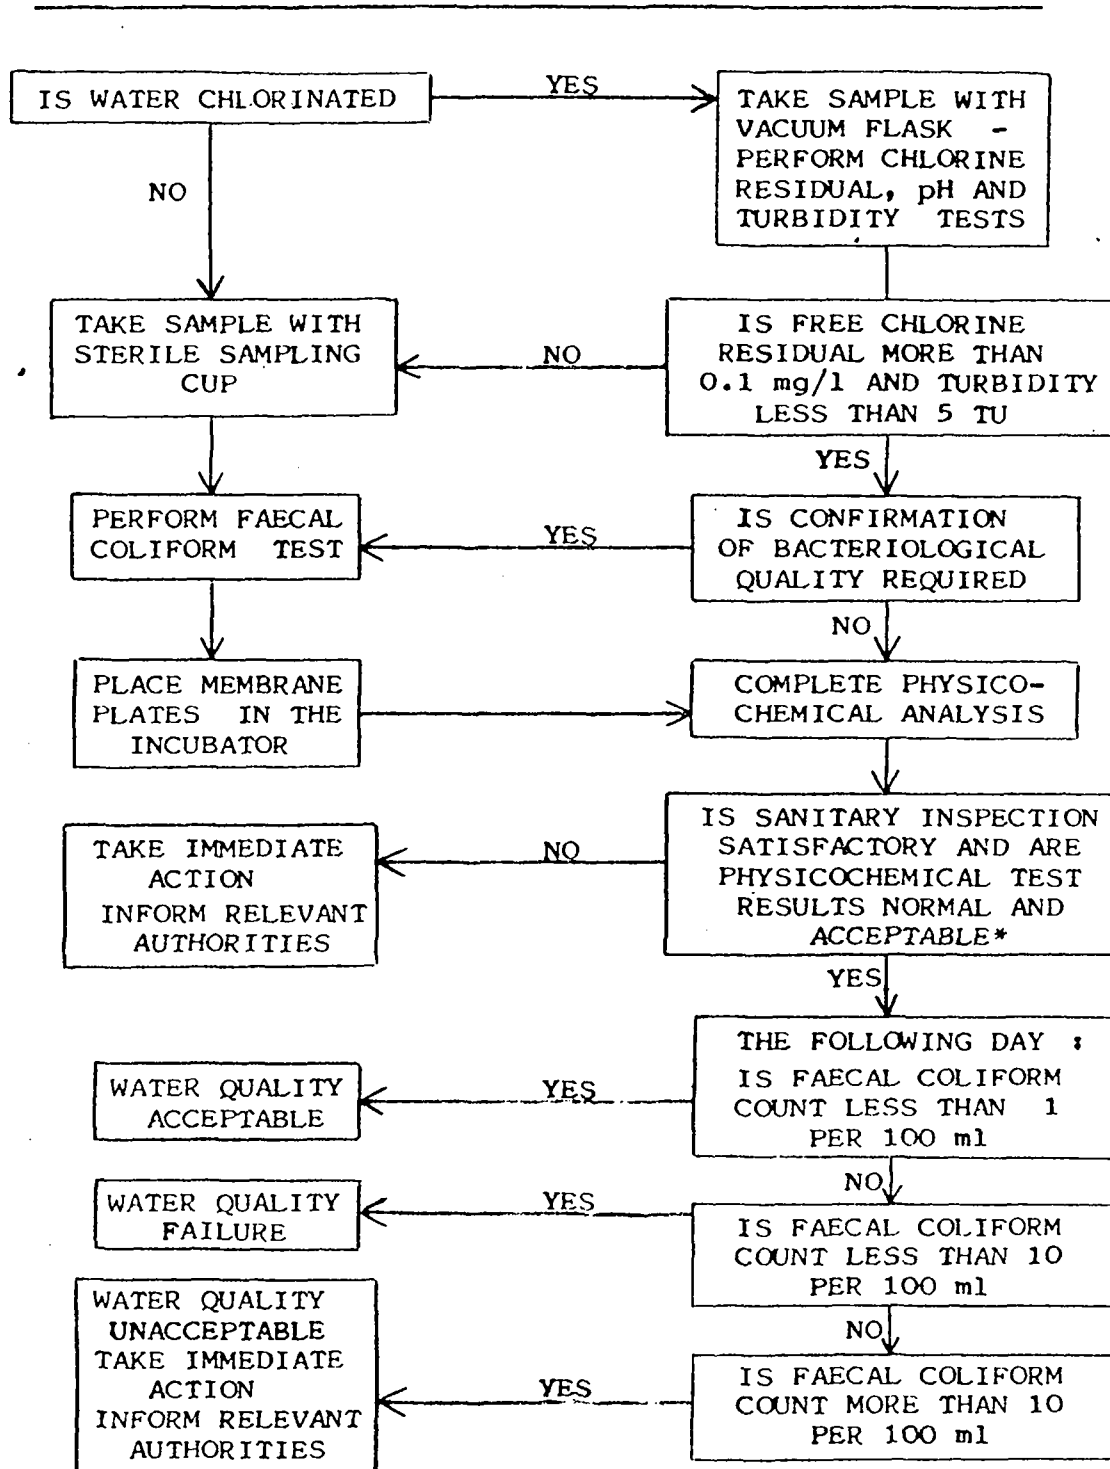 IS WATER CHLORINATED
YES
TAKE SAMPLE WITH
VACUUM FLASK -
PERFORM CHLORINE
RESIDUAL, pH AND
TURBIDITY TESTS
NO
TAKE SAMPLE WITH
STERILE SAMPLING
CUP
NO
IS FREE CHLORINE
RESIDUAL MORE THAN
0.1 mg/l AND TURBIDITY
LESS THAN 5 TU
YES
PERFORM FAECAL
COLIFORM TEST
YES
IS CONFIRMATION
OF BACTERIOLOGICAL
QUALITY REQUIRED
NO
PLACE MEMBRANE
PLATES IN THE
INCUBATOR
COMPLETE PHYSICO-
CHEMICAL ANALYSIS
TAKE IMMEDIATE
ACTION
INFORM RELEVANT
AUTHORITIES
NO
IS SANITARY INSPECTION
SATISFACTORY AND ARE
PHYSICOCHEMICAL TEST
RESULTS NORMAL AND
ACCEPTABLE*
YES
WATER QUALITY
ACCEPTABLE
YES
THE FOLLOWING DAY :
IS FAECAL COLIFORM
COUNT LESS THAN 1
PER 100 ml
NO
WATER QUALITY
FAILURE
YES
IS FAECAL COLIFORM
COUNT LESS THAN 10
PER 100 ml
NO
WATER QUALITY
UNACCEPTABLE
TAKE IMMEDIATE
ACTION
INFORM RELEVANT
AUTHORITIES
YES
IS FAECAL COLIFORM
COUNT MORE THAN 10
PER 100 ml